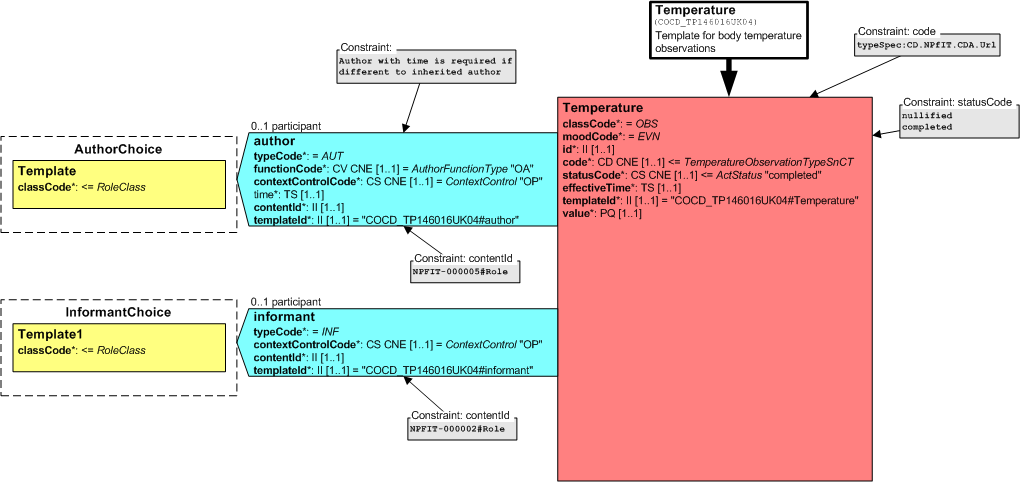 Temperature
(COCD_TP146016UK04)
Template for body temperature
observations
Constraint: code
typeSpec:CD.NPfIT.CDA.Url
Constraint:
Author with time is required if
different to inherited author
Constraint: statusCode
nullified
completed
Temperature
classCode*: = OBS
moodCode*: = EVN
id*: II [1..1]
code*: CD CNE [1..1] <= TemperatureObservationTypeSnCT
statusCode*: CS CNE [1..1] <= ActStatus "completed"
effectiveTime*: TS [1..1]
templateId*: II [1..1] = "COCD_TP146016UK04#Temperature"
value*: PQ [1..1]
0..1 participant
author
typeCode*: = AUT
functionCode*: CV CNE [1..1] = AuthorFunctionType "OA"
contextControlCode*: CS CNE [1..1] = ContextControl "OP"
time*: TS [1..1]
contentId*: II [1..1]
templateId*: II [1..1] = "COCD_TP146016UK04#author"
AuthorChoice
Template
classCode*: <= RoleClass
Constraint: contentId
NPFIT-000005#Role
0..1 participant
informant
typeCode*: = INF
contextControlCode*: CS CNE [1..1] = ContextControl "OP"
contentId*: II [1..1]
templateId*: II [1..1] = "COCD_TP146016UK04#informant"
InformantChoice
Template1
classCode*: <= RoleClass
Constraint: contentId
NPFIT-000002#Role